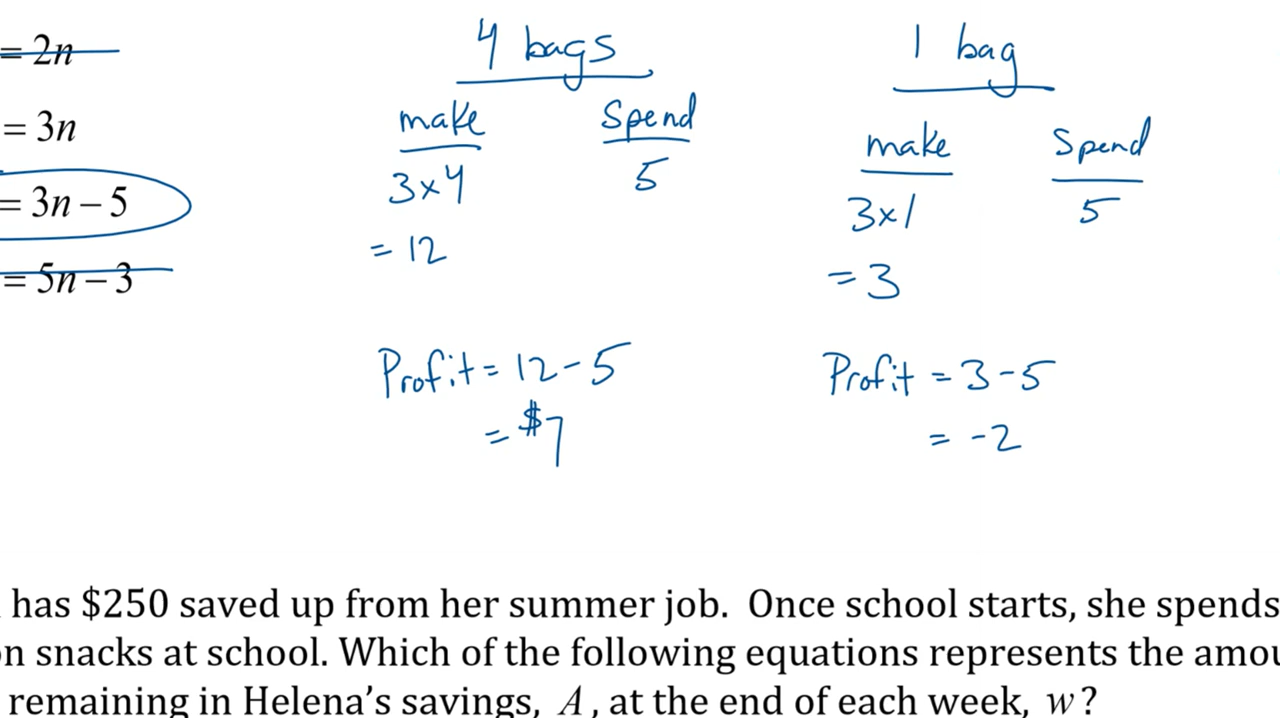 = 2n
= 3n
= 3n − 5
= 5n − 3
4 bags
make Spend
3×4 5
= 12
Profit = 12 - 5
= $7
1 bag
make Spend
3×1 5
= 3
Profit = 3 - 5
= -2
has $250 saved up from her summer job. Once school starts, she spends
on snacks at school. Which of the following equations represents the
remaining in Helena’s savings, A, at the end of each week, w?